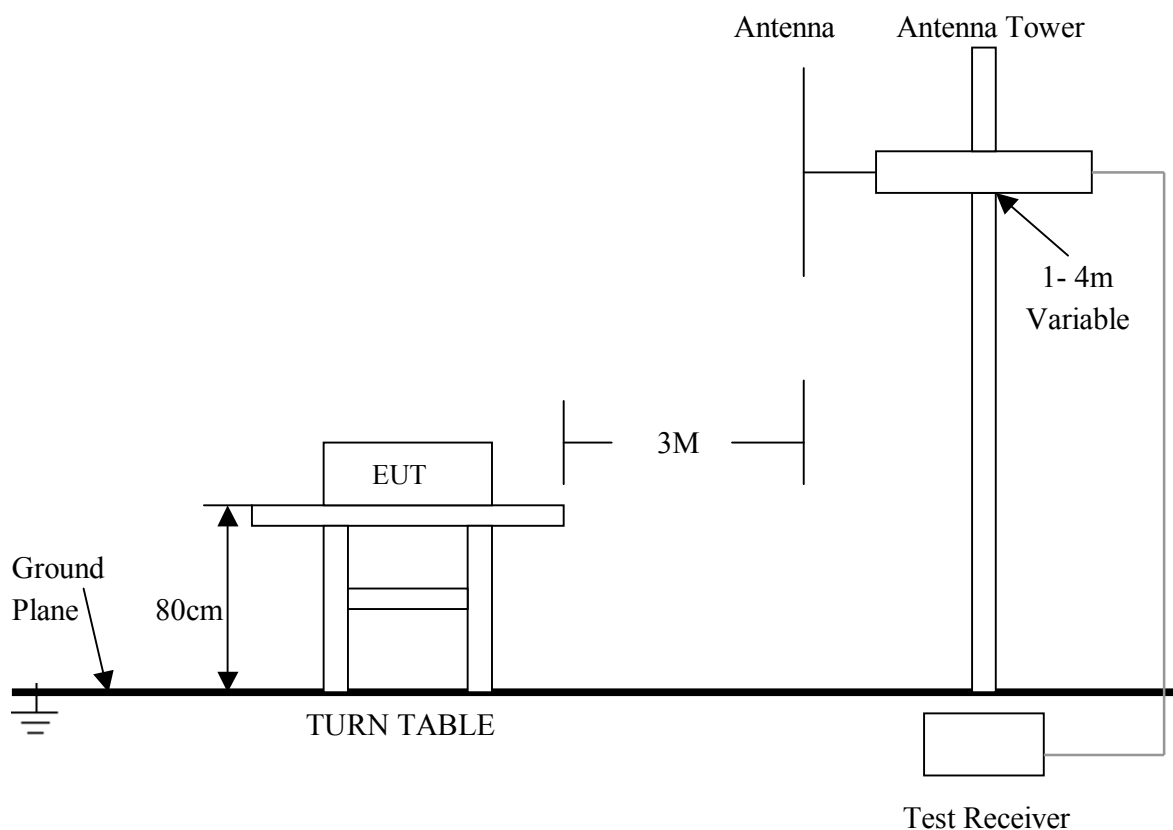 Antenna
Antenna Tower
1- 4m
Variable
3M
EUT
Ground
Plane
80cm
TURN TABLE
Test Receiver